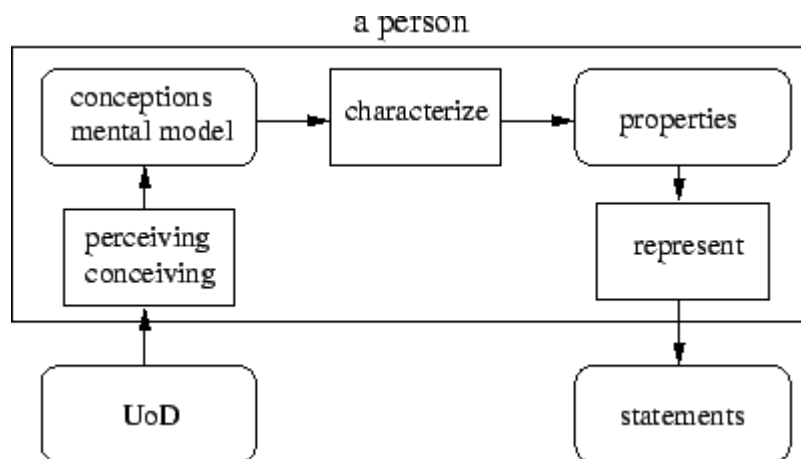 a person
conceptions
mental model
characterize
properties
perceiving
conceiving
represent
UoD
statements